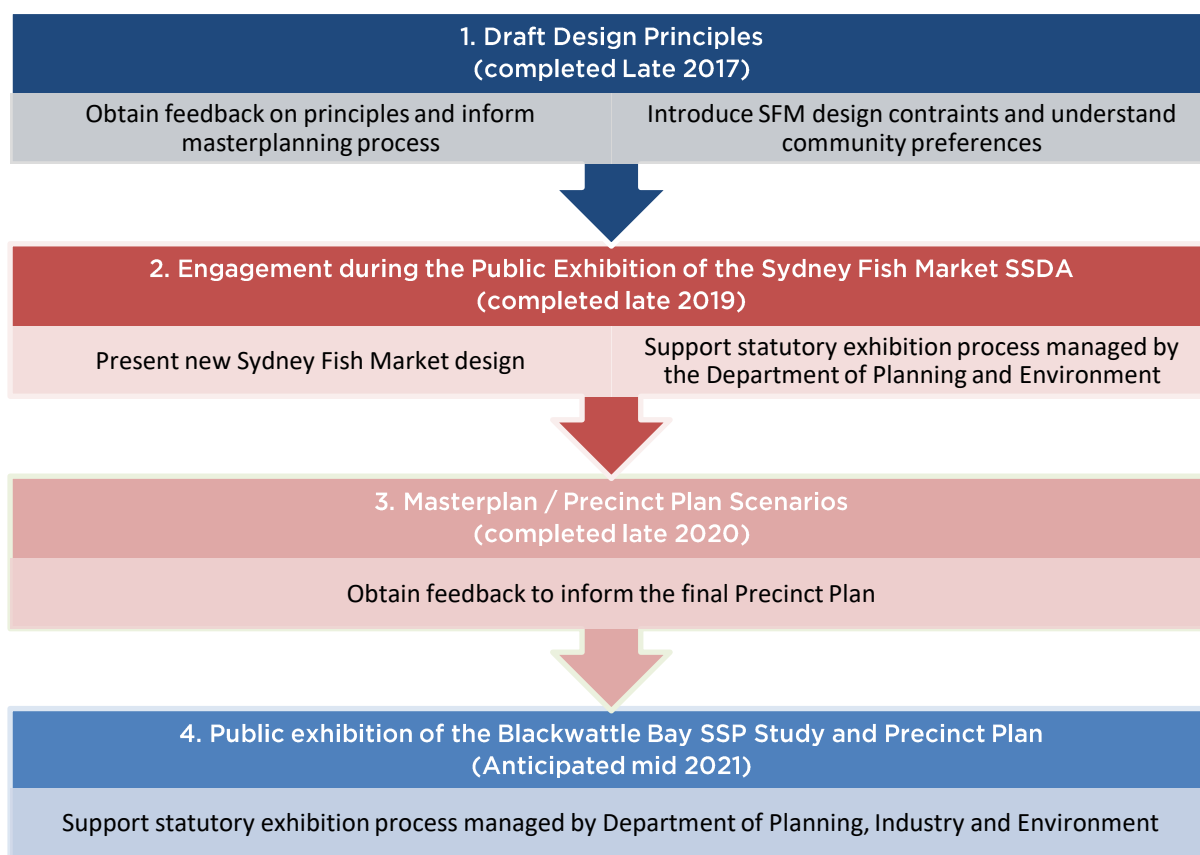 1. Draft Design Principles
(completed Late 2017)
Obtain feedback on principles and inform
masterplanning process
Introduce SFM design contraints and understand
community preferences
2. Engagement during the Public Exhibition of the Sydney Fish Market SSDA
(completed late 2019)
Present new Sydney Fish Market design
Support statutory exhibition process managed by
the Department of Planning and Environment
3. Masterplan / Precinct Plan Scenarios
(completed late 2020)
Obtain feedback to inform the final Precinct Plan
4. Public exhibition of the Blackwattle Bay SSP Study and Precinct Plan
(Anticipated mid 2021)
Support statutory exhibition process managed by Department of Planning, Industry and Environment